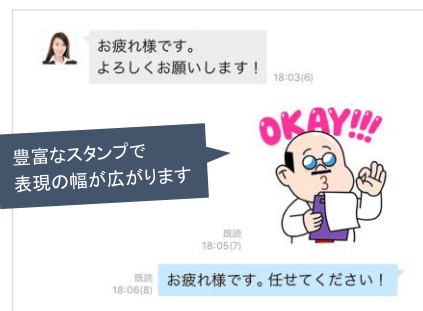 お疲れ様です。
よろしくお願いします！
18:03(6)
OKAY!!!
豊富なスタンプで
表現の幅が広がります
既読
18:05(7)
既読
18:06(8)
お疲れ様です。任せてください！